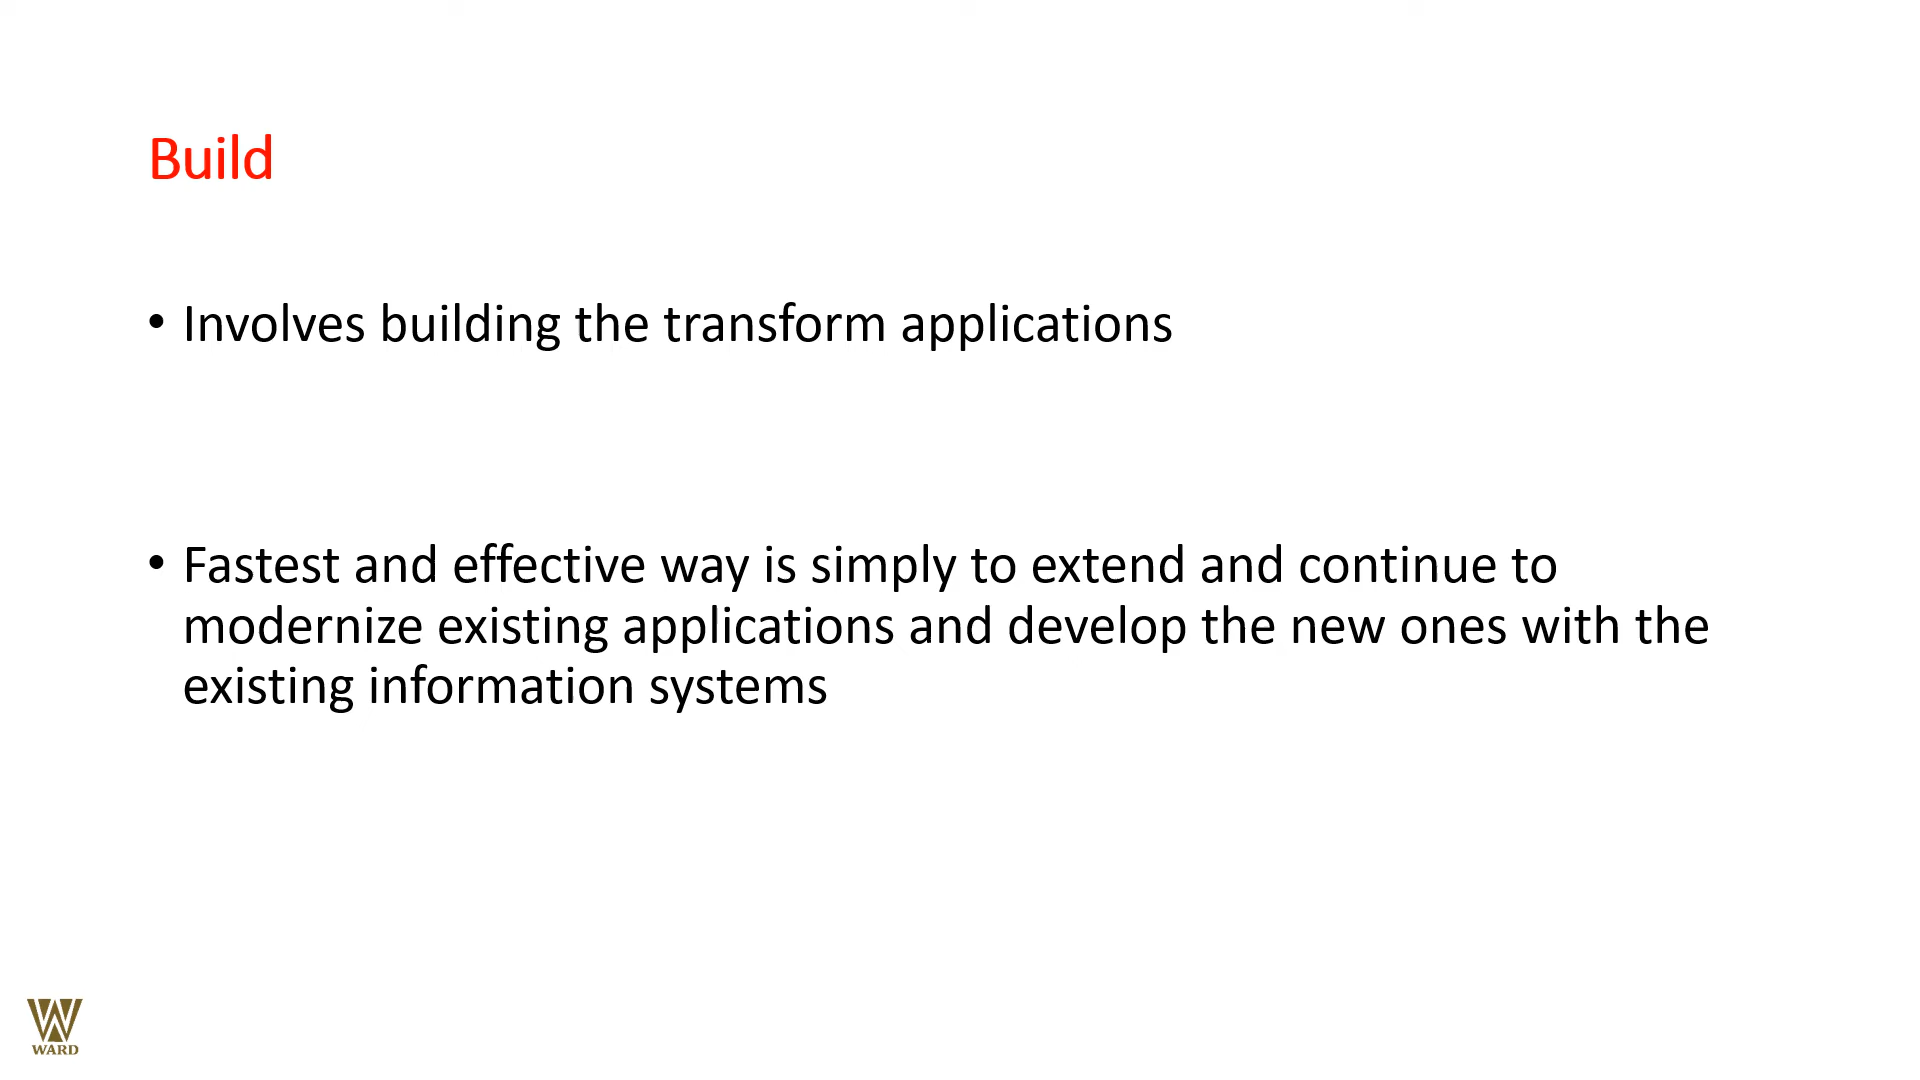 Build
• Involves building the transform applications
• Fastest and effective way is simply to extend and continue to
modernize existing applications and develop the new ones with the
existing information systems
WARD